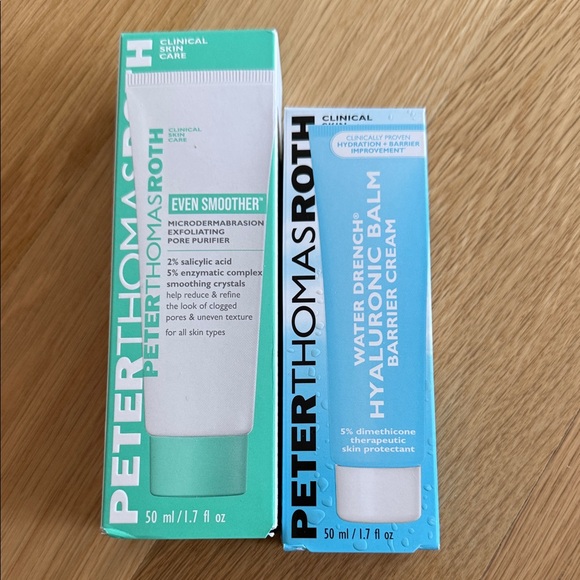 PETERTHOMASROTH
CLINICAL
SKIN
CARE
PETERTHOMASROTH
CLINICAL
SKIN
CARE
EVEN SMOOTHER™
MICRODERMABRASION
EXFOLIATING
PORE PURIFIER
2% salicylic acid
5% enzymatic complex
smoothing crystals
help reduce & refine
the look of clogged
pores & uneven texture
for all skin types
50 ml / 1.7 fl oz
PETERTHOMASROTH
CLINICAL
SKIN
CLINICALLY PROVEN
HYDRATION + BARRIER
IMPROVEMENT*
WATER DRENCH®
HYALURONIC BALM
BARRIER CREAM
5% dimethicone
therapeutic
skin protectant
50 ml / 1.7 fl oz